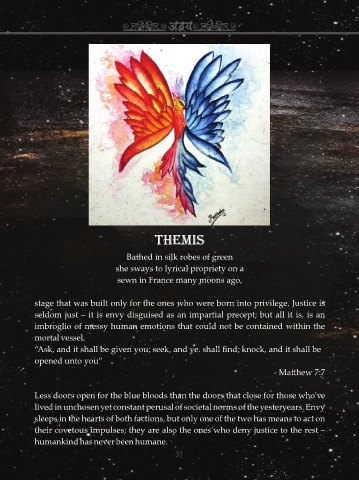 अद्वय
THEMIS
Bathed in silk robes of green
she sways to lyrical propriety on a
sewn in France many moons ago,
stage that was built only for the ones who were born into privilege. Justice is
seldom just – it is envy disguised as an impartial precept; but all it is, is an
imbroglio of messy human emotions that could not be contained within the
mortal vessel.
“Ask, and it shall be given you; seek, and ye. shall find; knock, and it shall be
opened unto you”
- Matthew 7:7
Less doors open for the blue bloods than the doors that close for those who've
lived in unchosen yet constant perusal of societal norms of the yesteryears. Envy
sleeps in the hearts of both factions, but only one of the two has means to act on
their covetous impulses; they are also the ones who deny justice to the rest –
humankind has never been humane.
31